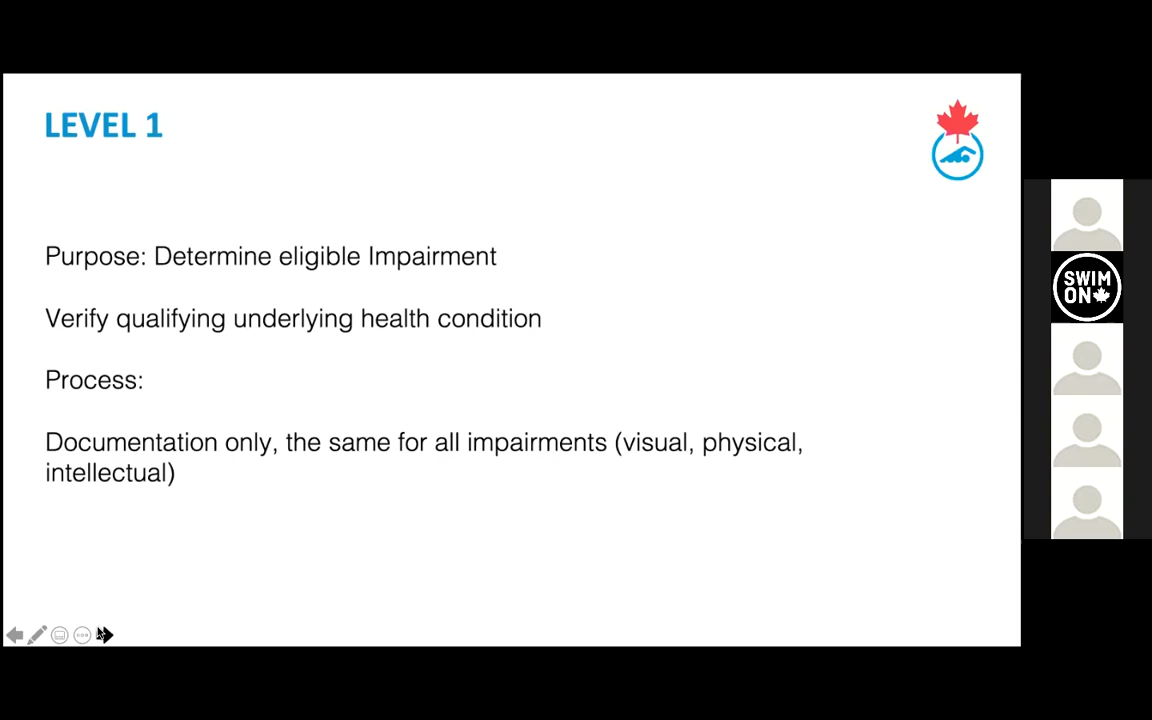 LEVEL 1
Purpose: Determine eligible Impairment
Verify qualifying underlying health condition
Process:
Documentation only, the same for all impairments (visual, physical,
intellectual)
SWIM
ON